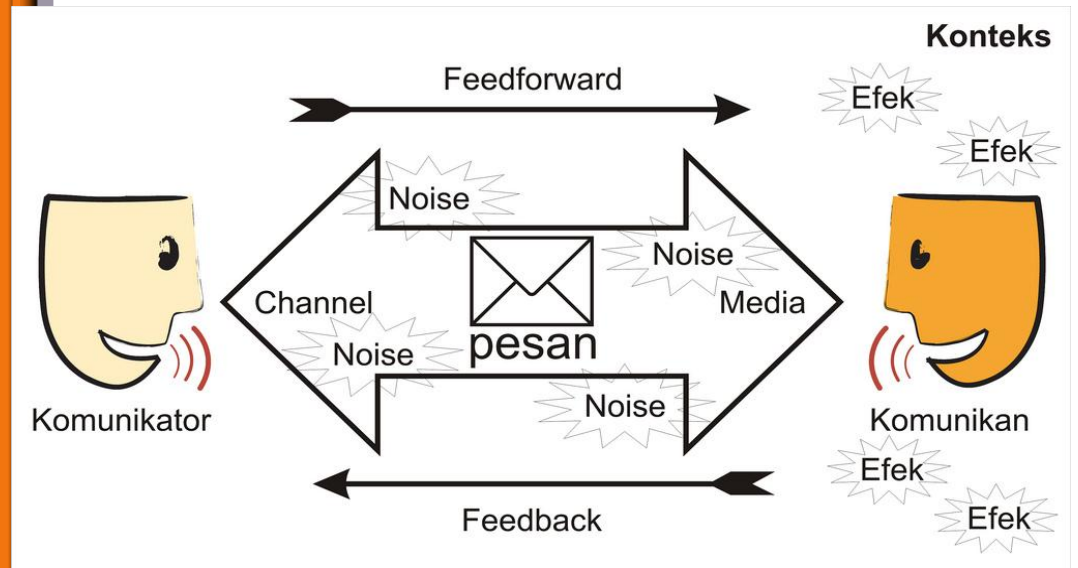 Konteks
Feedforward
Efek
Efek
Noise
Noise
Channel
Media
Noise
pesan
Noise
Komunikator
Komunikan
Efek
Feedback
Efek